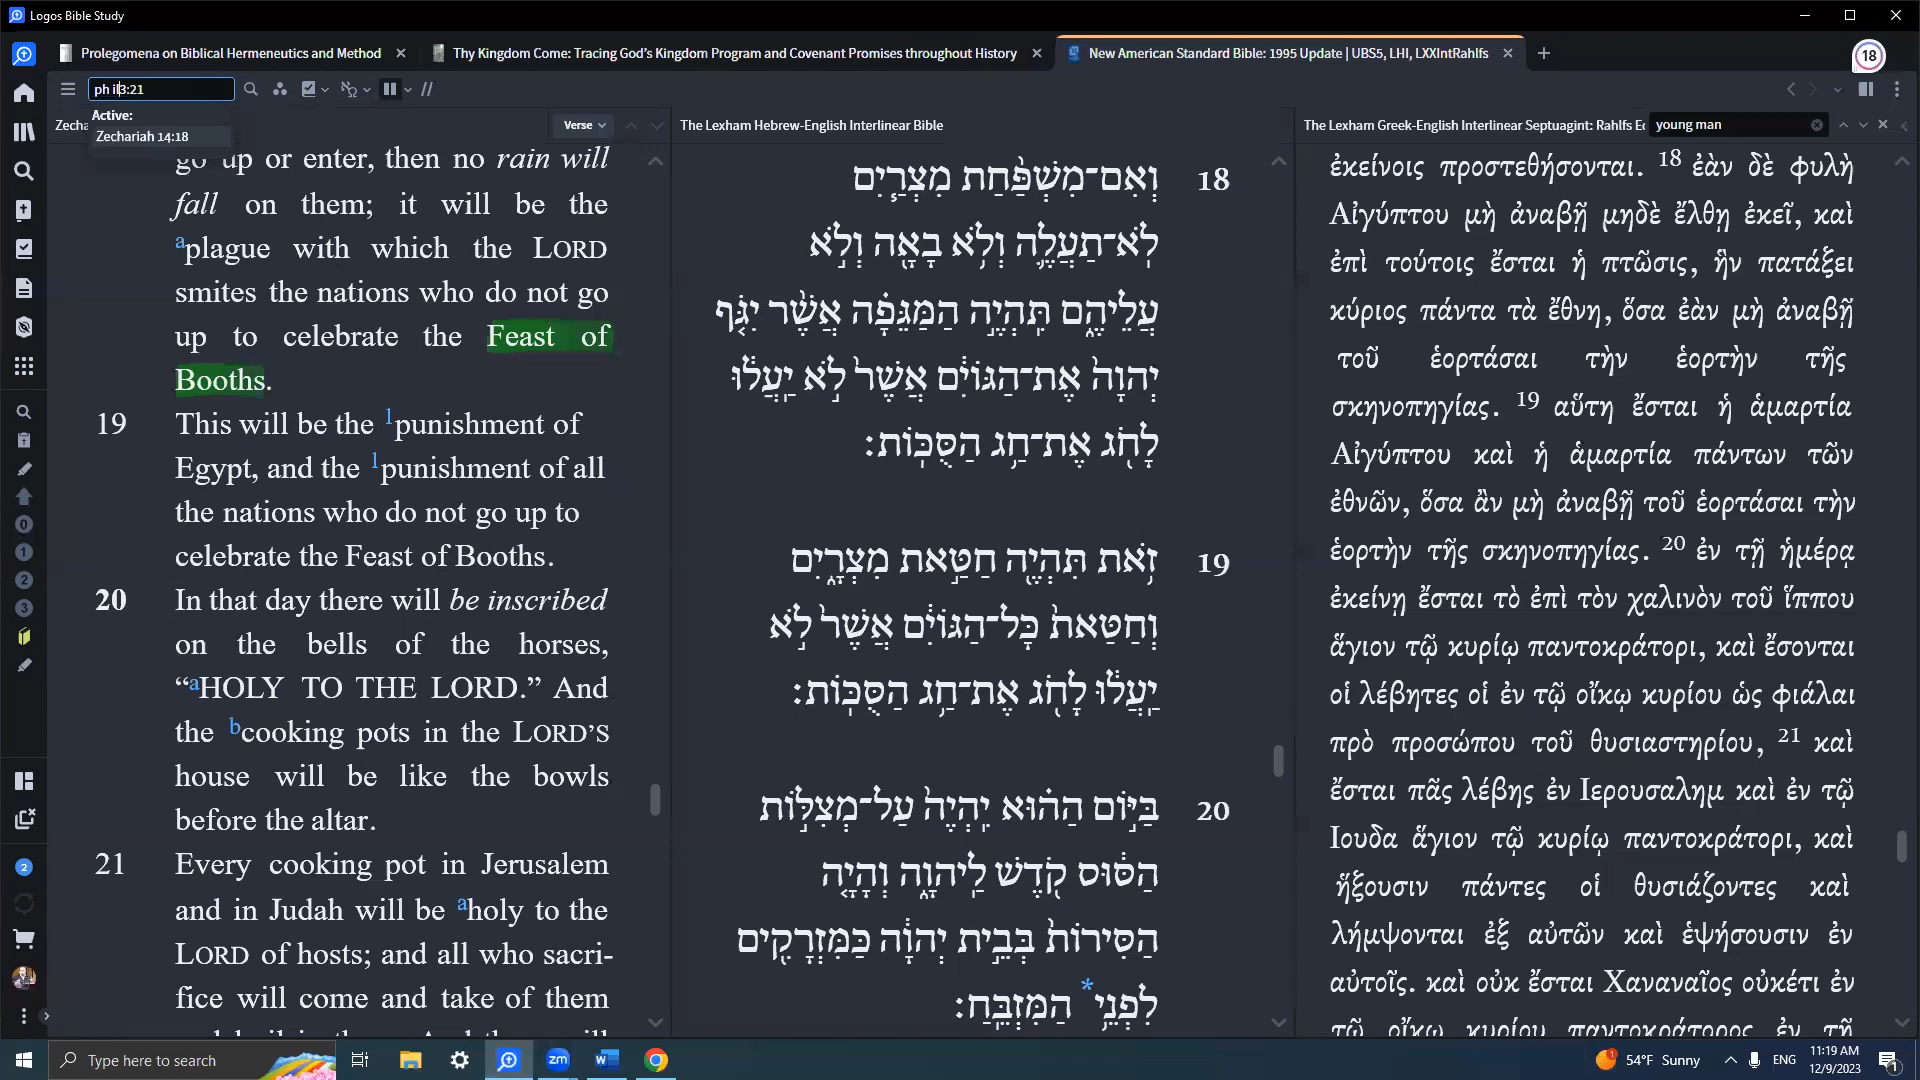 Logos Bible Study
Prolegomena on Biblical Hermeneutics and Method
Thy Kingdom Come: Tracing God's Kingdom Program and Covenant Promises throughout History
New American Standard Bible: 1995 Update | UBS5, LHI, LXXIntRahlfs
18
ph il3:21
Active:
Zechariah 14:18
Zecha
Verse
go up or enter, then no rain will
fall on them; it will be the
aplague with which the LORD
smites the nations who do not go
up to celebrate the Feast of
Booths.
19 This will be the 1punishment of
Egypt, and the 1punishment of all
the nations who do not go up to
celebrate the Feast of Booths.
20 In that day there will be inscribed
on the bells of the horses,
“aHOLY TO THE LORD.” And
the bcooking pots in the LORD’S
house will be like the bowls
before the altar.
21 Every cooking pot in Jerusalem
and in Judah will be aholy to the
LORD of hosts; and all who sacri-
fice will come and take of them
The Lexham Hebrew-English Interlinear Bible
18 וְאִם־מִשְׁפַּ֨חַת מִצְרַ֜יִם
לֹֽא־תַעֲלֶ֛ה וְלֹ֥א בָאָ֖ה וְלֹ֣א
עֲלֵיהֶ֑ם תִּֽהְיֶ֣ה הַמַּגֵּפָ֗ה אֲשֶׁ֨ר יִגֹּ֤ף
יְהוָה֙ אֶת־הַגּוֹיִ֔ם אֲשֶׁר֙ לֹ֣א יַֽעֲל֔וּ
לָחֹ֖ג אֶת־חַ֥ג הַסֻּכּֽוֹת׃
19 זֹ֥את תִּהְיֶ֖ה חַטַּ֣את מִצְרָ֑יִם
וְחַטַּאת֙ כָּל־הַגּוֹיִ֔ם אֲשֶׁר֙ לֹ֣א
יַֽעֲל֔וּ לָחֹ֖ג אֶת־חַ֥ג הַסֻּכּֽוֹת׃
20 בַּיּ֣וֹם הַה֗וּא יִֽהְיֶה֙ עַל־מְצִלּ֣וֹת
הַסּ֔וּס קֹ֖דֶשׁ לַֽיהוָ֑ה וְהָיָ֤ה
הַסִּירוֹת֙ בְּבֵ֣ית יְהוָ֔ה כַּמִּזְרָקִ֖ים
לִפְנֵ֥י* הַמִּזְבֵּֽחַ׃
The Lexham Greek-English Interlinear Septuagint: Rahlfs E
young man
ἐκείνοις προστεθήσονται. 18 ἐὰν δὲ φυλὴ
Αἰγύπτου μὴ ἀναβῇ μηδὲ ἔλθῃ ἐκεῖ, καὶ
ἐπὶ τούτοις ἔσται ἡ πτῶσις, ἣν πατάξει
κύριος πάντα τὰ ἔθνη, ὅσα ἐὰν μὴ ἀναβῇ
τοῦ ἑορτάσαι τὴν ἑορτὴν τῆς
σκηνοπηγίας. 19 αὕτη ἔσται ἡ ἁμαρτία
Αἰγύπτου καὶ ἡ ἁμαρτία πάντων τῶν
ἐθνῶν, ὅσα ἂν μὴ ἀναβῇ τοῦ ἑορτάσαι τὴν
ἑορτὴν τῆς σκηνοπηγίας. 20 ἐν τῇ ἡμέρᾳ
ἐκείνῃ ἔσται τὸ ἐπὶ τὸν χαλινὸν τοῦ ἵππου
ἅγιον τῷ κυρίῳ παντοκράτορι, καὶ ἔσονται
οἱ λέβητες οἱ ἐν τῷ οἴκῳ κυρίου ὡς φιάλαι
πρὸ προσώπου τοῦ θυσιαστηρίου, 21 καὶ
ἔσται πᾶς λέβης ἐν Ιερουσαλημ καὶ ἐν τῷ
Ιουδα ἅγιον τῷ κυρίῳ παντοκράτορι, καὶ
ἥξουσιν πάντες οἱ θυσιάζοντες καὶ
λήμψονται ἐξ αὐτῶν καὶ ἑψήσουσιν ἐν
αὐτοῖς. καὶ οὐκ ἔσται Χαναναῖος οὐκέτι ἐν
τῷ οἴκῳ κυρίου παντοκράτορος ἐν τῇ
0
1
2
3
2
Type here to search
zm
54°F Sunny
ENG
11:19 AM
12/9/2023
1